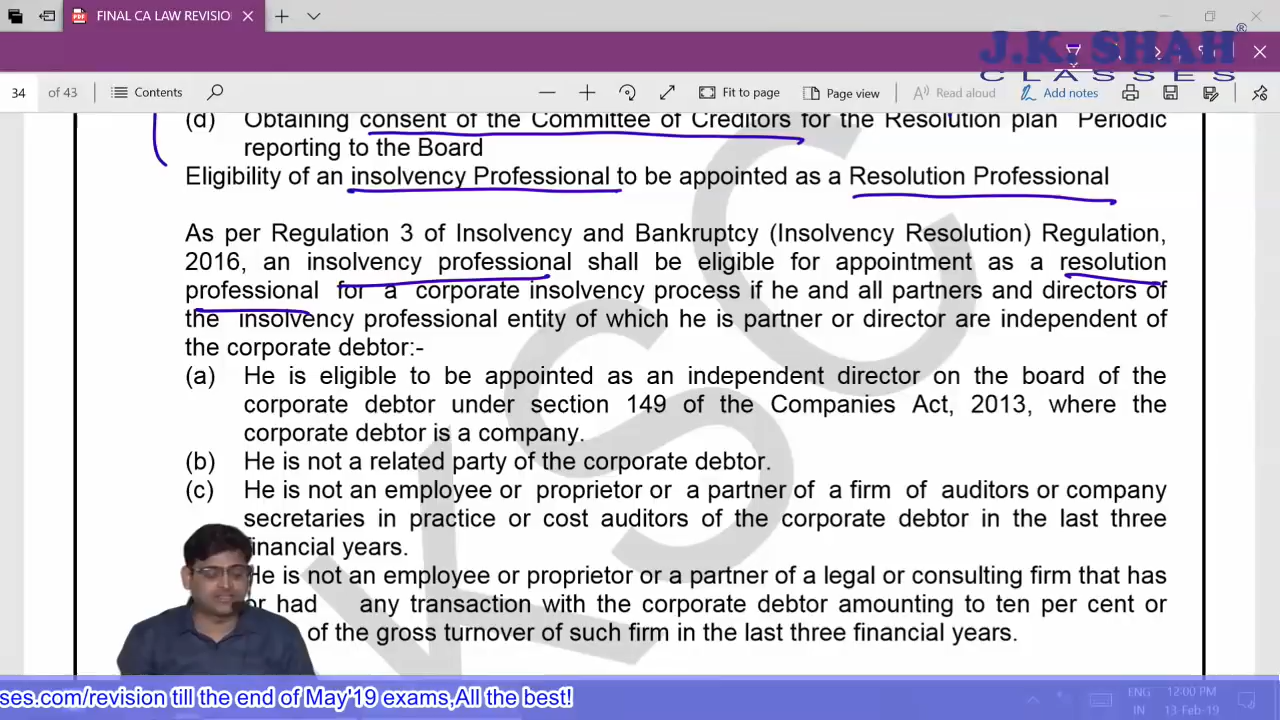 FINAL CA LAW REVISIO
J.K. SHAH®
CLASSES
34 of 43 Contents Fit to page Page view Read aloud Add notes
(d) Obtaining consent of the Committee of Creditors for the Resolution plan Periodic
reporting to the Board
Eligibility of an insolvency Professional to be appointed as a Resolution Professional
As per Regulation 3 of Insolvency and Bankruptcy (Insolvency Resolution) Regulation,
2016, an insolvency professional shall be eligible for appointment as a resolution
professional for a corporate insolvency process if he and all partners and directors of
the insolvency professional entity of which he is partner or director are independent of
the corporate debtor:-
(a) He is eligible to be appointed as an independent director on the board of the
corporate debtor under section 149 of the Companies Act, 2013, where the
corporate debtor is a company.
(b) He is not a related party of the corporate debtor.
(c) He is not an employee or proprietor or a partner of a firm of auditors or company
secretaries in practice or cost auditors of the corporate debtor in the last three
financial years.
He is not an employee or proprietor or a partner of a legal or consulting firm that has
or had any transaction with the corporate debtor amounting to ten per cent or
of the gross turnover of such firm in the last three financial years.
JKSC
ses.com/revision till the end of May'19 exams,All the best!
ENG
IN
12:00 PM
13-Feb-19